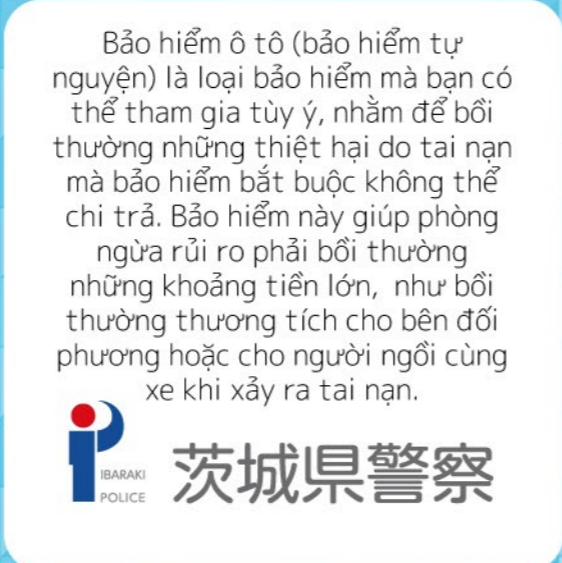 Bảo hiểm ô tô (bảo hiểm tự
nguyện) là loại bảo hiểm mà bạn có
thể tham gia tùy ý, nhằm để bồi
thường những thiệt hại do tai nạn
mà bảo hiểm bắt buộc không thể
chi trả. Bảo hiểm này giúp phòng
ngừa rủi ro phải bồi thường
những khoảng tiền lớn,  như bồi
thường thương tích cho bên đối
phương hoặc cho người ngồi cùng
xe khi xảy ra tai nạn.
IBARAKI
POLICE
茨城県警察